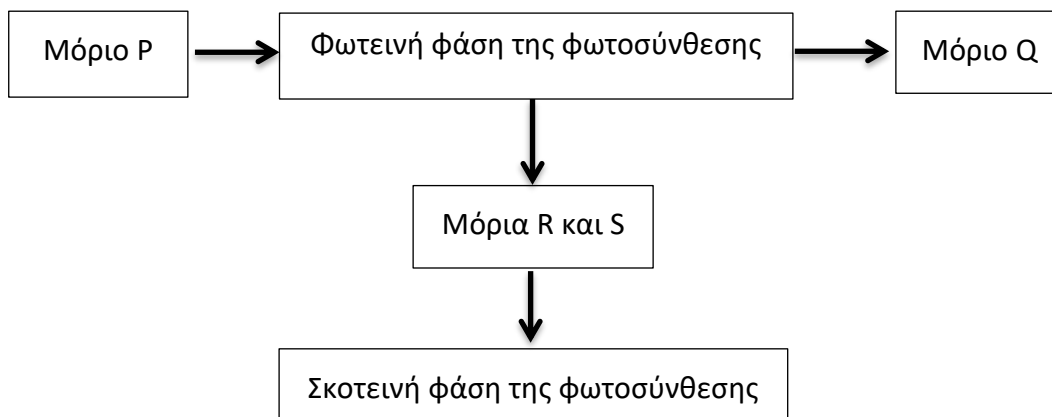 Μόριο P
Φωτεινή φάση της φωτοσύνθεσης
Μόριο Q
Μόρια R και S
Σκοτεινή φάση της φωτοσύνθεσης